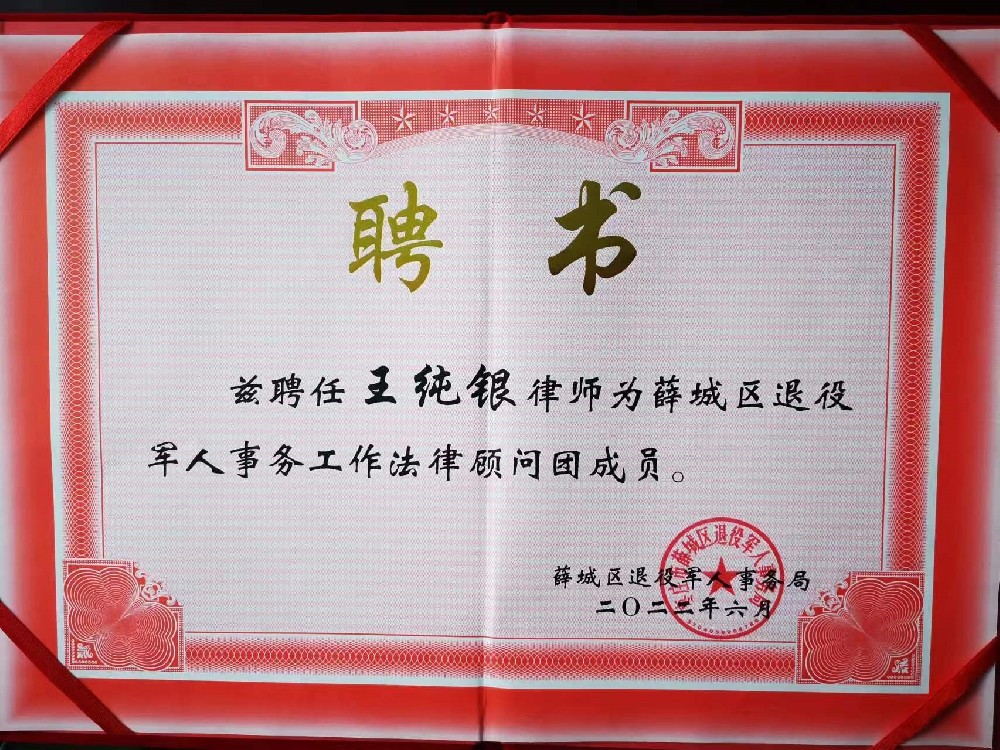 聘 书
兹聘任王纯银律师为薛城区退役
军人事务工作法律顾问团成员。
薛城区退役军人事务局
二〇二二年六月